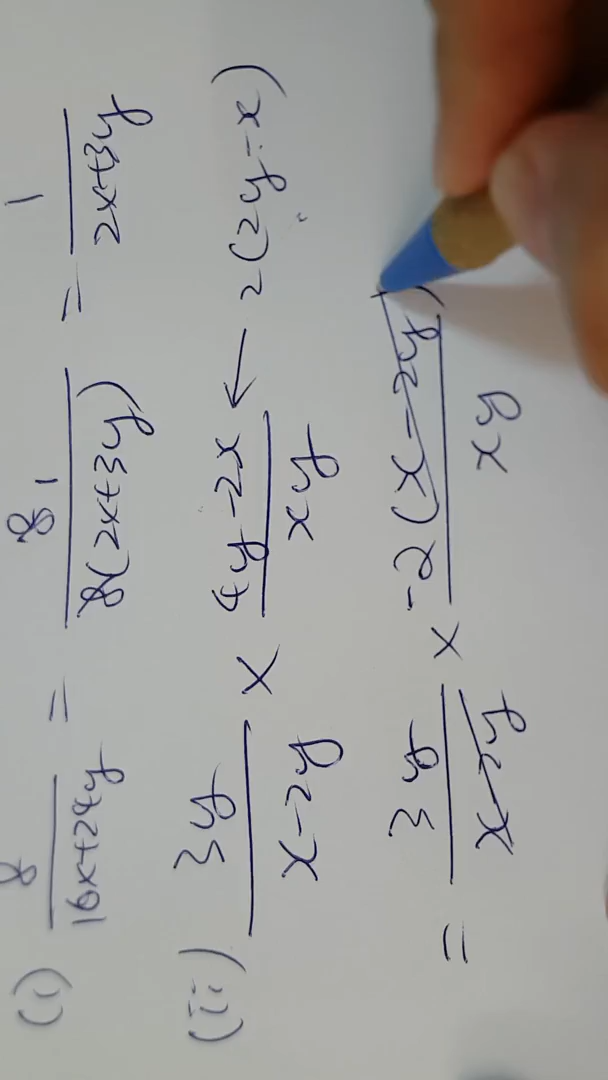 (i) 8/(16x+24y) = 8 1/(8(2x+3y)) = 1/(2x+3y)
(ii) 3y/(x-2y) × (4y-2x)/(xy) ← 2(2y-x)
= 3y/(x-2y) × -2(x-2y)/(xy)